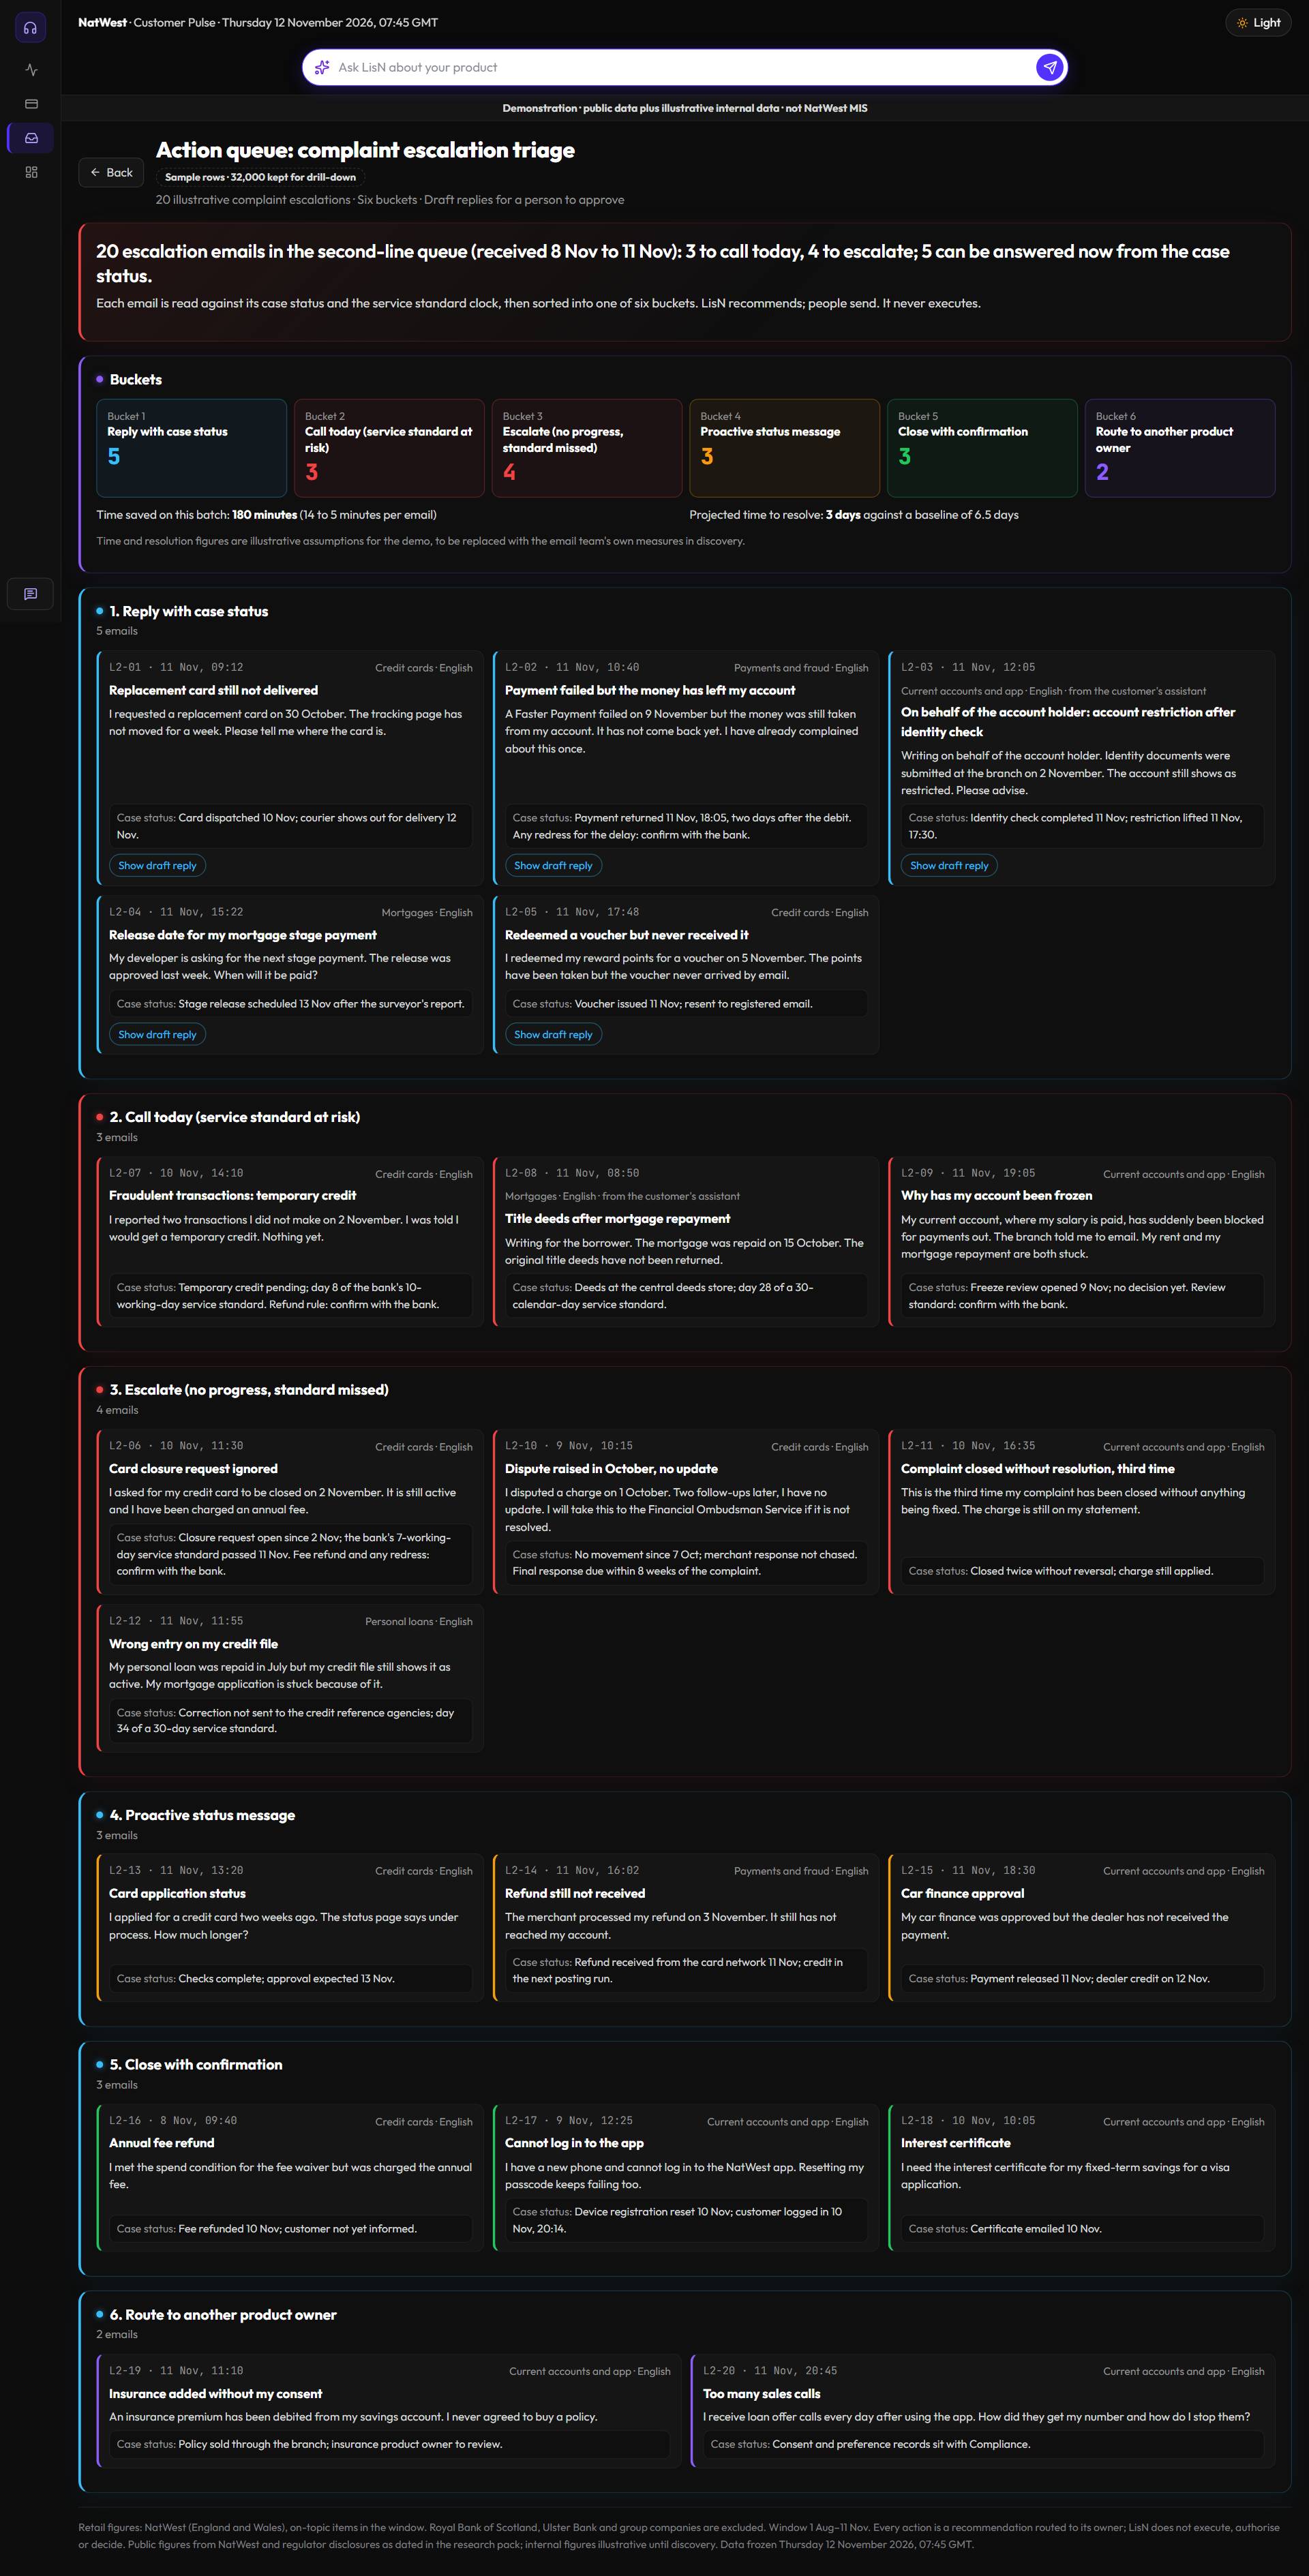 NatWest · Customer Pulse · Thursday 12 November 2026, 07:45 GMT
Light
Ask LisN about your product
Demonstration · public data plus illustrative internal data · not NatWest MIS
Back
Action queue: complaint escalation triage
Sample rows · 32,000 kept for drill-down
20 illustrative complaint escalations · Six buckets · Draft replies for a person to approve
20 escalation emails in the second-line queue (received 8 Nov to 11 Nov): 3 to call today, 4 to escalate; 5 can be answered now from the case
status.
Each email is read against its case status and the service standard clock, then sorted into one of six buckets. LisN recommends; people send. It never executes.
Buckets
Bucket 1
Reply with case status
5
Bucket 2
Call today (service standard at
risk)
3
Bucket 3
Escalate (no progress,
standard missed)
4
Bucket 4
Proactive status message
3
Bucket 5
Close with confirmation
3
Bucket 6
Route to another product
owner
2
Time saved on this batch: 180 minutes (14 to 5 minutes per email)
Projected time to resolve: 3 days against a baseline of 6.5 days
Time and resolution figures are illustrative assumptions for the demo, to be replaced with the email team's own measures in discovery.
1. Reply with case status
5 emails
L2-01 · 11 Nov, 09:12
Credit cards · English
Replacement card still not delivered
I requested a replacement card on 30 October. The tracking page has
not moved for a week. Please tell me where the card is.
Case status: Card dispatched 10 Nov; courier shows out for delivery 12
Nov.
Show draft reply
L2-02 · 11 Nov, 10:40
Payments and fraud · English
Payment failed but the money has left my account
A Faster Payment failed on 9 November but the money was still taken
from my account. It has not come back yet. I have already complained
about this once.
Case status: Payment returned 11 Nov, 18:05, two days after the debit.
Any redress for the delay: confirm with the bank.
Show draft reply
L2-03 · 11 Nov, 12:05
Current accounts and app · English · from the customer's assistant
On behalf of the account holder: account restriction after
identity check
Writing on behalf of the account holder. Identity documents were
submitted at the branch on 2 November. The account still shows as
restricted. Please advise.
Case status: Identity check completed 11 Nov; restriction lifted 11 Nov,
17:30.
Show draft reply
L2-04 · 11 Nov, 15:22
Mortgages · English
Release date for my mortgage stage payment
My developer is asking for the next stage payment. The release was
approved last week. When will it be paid?
Case status: Stage release scheduled 13 Nov after the surveyor's report.
Show draft reply
L2-05 · 11 Nov, 17:48
Credit cards · English
Redeemed a voucher but never received it
I redeemed my reward points for a voucher on 5 November. The points
have been taken but the voucher never arrived by email.
Case status: Voucher issued 11 Nov; resent to registered email.
Show draft reply
2. Call today (service standard at risk)
3 emails
L2-07 · 10 Nov, 14:10
Credit cards · English
Fraudulent transactions: temporary credit
I reported two transactions I did not make on 2 November. I was told I
would get a temporary credit. Nothing yet.
Case status: Temporary credit pending; day 8 of the bank's 10-
working-day service standard. Refund rule: confirm with the bank.
L2-08 · 11 Nov, 08:50
Mortgages · English · from the customer's assistant
Title deeds after mortgage repayment
Writing for the borrower. The mortgage was repaid on 15 October. The
original title deeds have not been returned.
Case status: Deeds at the central deeds store; day 28 of a 30-
calendar-day service standard.
L2-09 · 11 Nov, 19:05
Current accounts and app · English
Why has my account been frozen
My current account, where my salary is paid, has suddenly been blocked
for payments out. The branch told me to email. My rent and my
mortgage repayment are both stuck.
Case status: Freeze review opened 9 Nov; no decision yet. Review
standard: confirm with the bank.
3. Escalate (no progress, standard missed)
4 emails
L2-06 · 10 Nov, 11:30
Credit cards · English
Card closure request ignored
I asked for my credit card to be closed on 2 November. It is still active
and I have been charged an annual fee.
Case status: Closure request open since 2 Nov; the bank's 7-working-
day service standard passed 11 Nov. Fee refund and any redress:
confirm with the bank.
L2-10 · 9 Nov, 10:15
Credit cards · English
Dispute raised in October, no update
I disputed a charge on 1 October. Two follow-ups later, I have no
update. I will take this to the Financial Ombudsman Service if it is not
resolved.
Case status: No movement since 7 Oct; merchant response not chased.
Final response due within 8 weeks of the complaint.
L2-11 · 10 Nov, 16:35
Current accounts and app · English
Complaint closed without resolution, third time
This is the third time my complaint has been closed without anything
being fixed. The charge is still on my statement.
Case status: Closed twice without reversal; charge still applied.
L2-12 · 11 Nov, 11:55
Personal loans · English
Wrong entry on my credit file
My personal loan was repaid in July but my credit file still shows it as
active. My mortgage application is stuck because of it.
Case status: Correction not sent to the credit reference agencies; day
34 of a 30-day service standard.
4. Proactive status message
3 emails
L2-13 · 11 Nov, 13:20
Credit cards · English
Card application status
I applied for a credit card two weeks ago. The status page says under
process. How much longer?
Case status: Checks complete; approval expected 13 Nov.
L2-14 · 11 Nov, 16:02
Payments and fraud · English
Refund still not received
The merchant processed my refund on 3 November. It still has not
reached my account.
Case status: Refund received from the card network 11 Nov; credit in
the next posting run.
L2-15 · 11 Nov, 18:30
Current accounts and app · English
Car finance approval
My car finance was approved but the dealer has not received the
payment.
Case status: Payment released 11 Nov; dealer credit on 12 Nov.
5. Close with confirmation
3 emails
L2-16 · 8 Nov, 09:40
Credit cards · English
Annual fee refund
I met the spend condition for the fee waiver but was charged the annual
fee.
Case status: Fee refunded 10 Nov; customer not yet informed.
L2-17 · 9 Nov, 12:25
Current accounts and app · English
Cannot log in to the app
I have a new phone and cannot log in to the NatWest app. Resetting my
passcode keeps failing too.
Case status: Device registration reset 10 Nov; customer logged in 10
Nov, 20:14.
L2-18 · 10 Nov, 10:05
Current accounts and app · English
Interest certificate
I need the interest certificate for my fixed-term savings for a visa
application.
Case status: Certificate emailed 10 Nov.
6. Route to another product owner
2 emails
L2-19 · 11 Nov, 11:10
Current accounts and app · English
Insurance added without my consent
An insurance premium has been debited from my savings account. I never agreed to buy a policy.
Case status: Policy sold through the branch; insurance product owner to review.
L2-20 · 11 Nov, 20:45
Current accounts and app · English
Too many sales calls
I receive loan offer calls every day after using the app. How did they get my number and how do I stop them?
Case status: Consent and preference records sit with Compliance.
Retail figures: NatWest (England and Wales), on-topic items in the window. Royal Bank of Scotland, Ulster Bank and group companies are excluded. Window 1 Aug–11 Nov. Every action is a recommendation routed to its owner; LisN does not execute, authorise
or decide. Public figures from NatWest and regulator disclosures as dated in the research pack; internal figures illustrative until discovery. Data frozen Thursday 12 November 2026, 07:45 GMT.